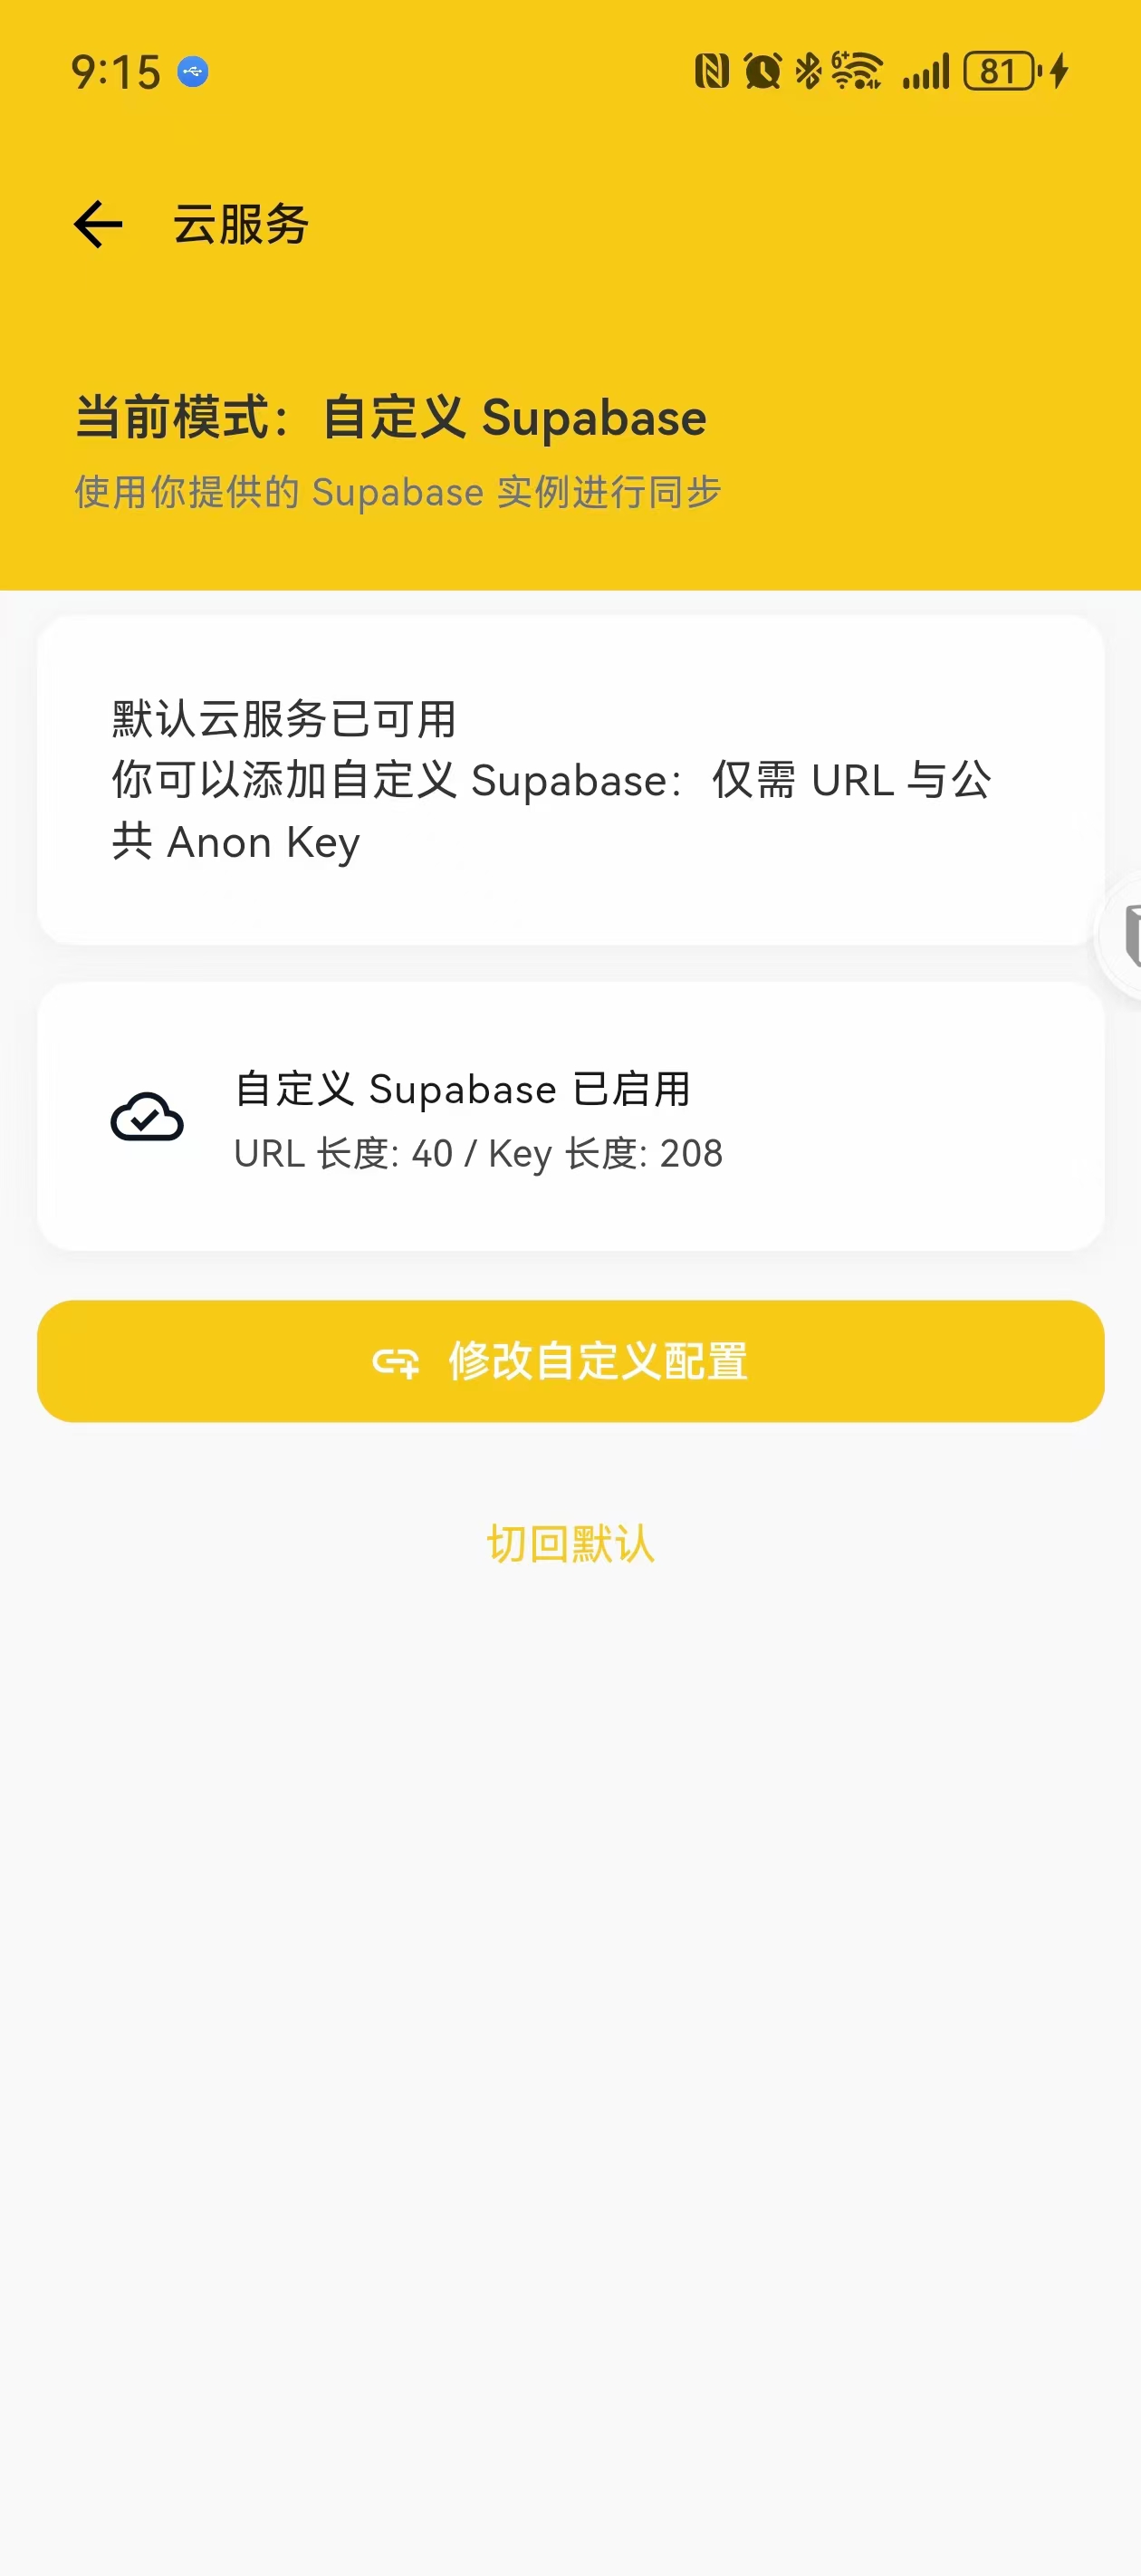 9:15
6+
81
云服务
当前模式：自定义 Supabase
使用你提供的 Supabase 实例进行同步
默认云服务已可用
你可以添加自定义 Supabase：仅需 URL 与公
共 Anon Key
自定义 Supabase 已启用
URL 长度: 40 / Key 长度: 208
修改自定义配置
切回默认